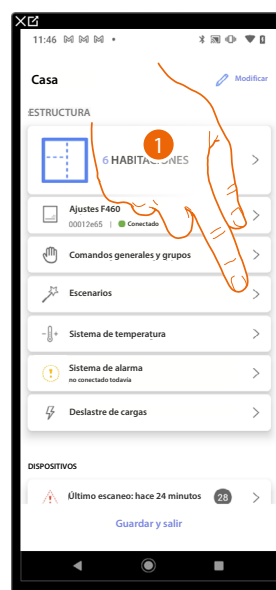 11:46
Casa
Modificar
ESTRUCTURA
6 HABITACIONES
1
Ajustes F460
00012e65 | Conectado
Comandos generales y grupos
Escenarios
Sistema de temperatura
Sistema de alarma
no conectado todavía
Deslastre de cargas
DISPOSITIVOS
Último escaneo: hace 24 minutos
28
Guardar y salir